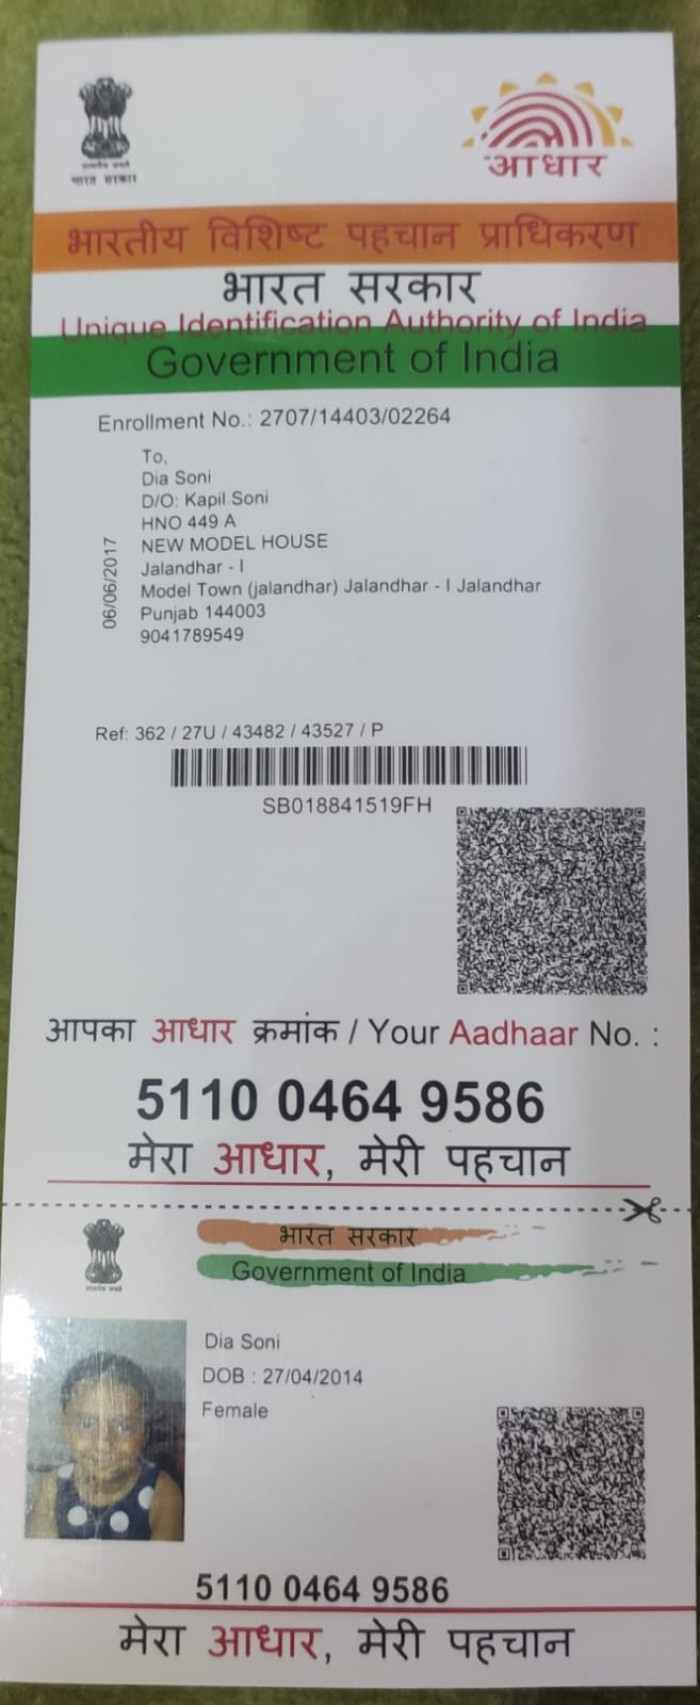 भारत सरकार
आधार
भारतीय विशिष्ट पहचान प्राधिकरण
भारत सरकार
Unique Identification Authority of India
Government of India
Enrollment No.: 2707/14403/02264
06/06/2017
To,
Dia Soni
D/O: Kapil Soni
HNO 449 A
NEW MODEL HOUSE
Jalandhar - I
Model Town (jalandhar) Jalandhar - I Jalandhar
Punjab 144003
9041789549
Ref: 362 / 27U / 43482 / 43527 / P
SB018841519FH
आपका आधार क्रमांक / Your Aadhaar No. :
5110 0464 9586
मेरा आधार, मेरी पहचान
भारत सरकार
Government of India
Dia Soni
DOB : 27/04/2014
Female
5110 0464 9586
मेरा आधार, मेरी पहचान